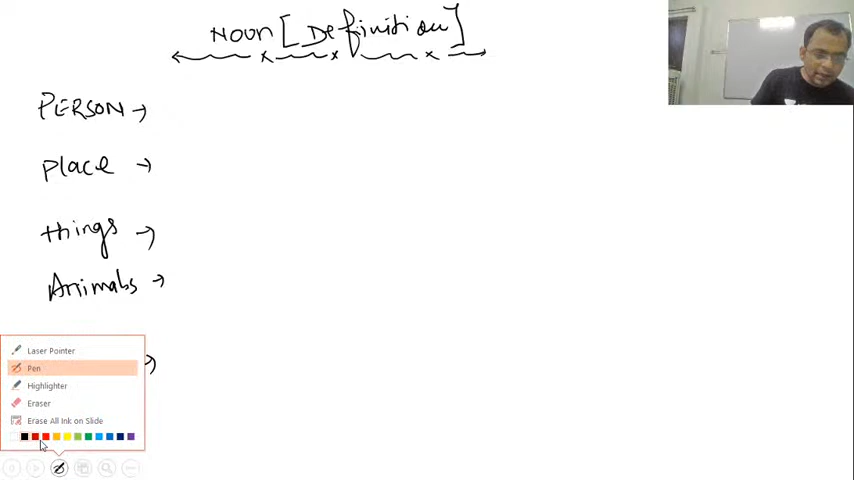 Noun [Definition]
PERSON →
Place →
things →
Animals →
→
Laser Pointer
Pen
Highlighter
Eraser
Erase All Ink on Slide